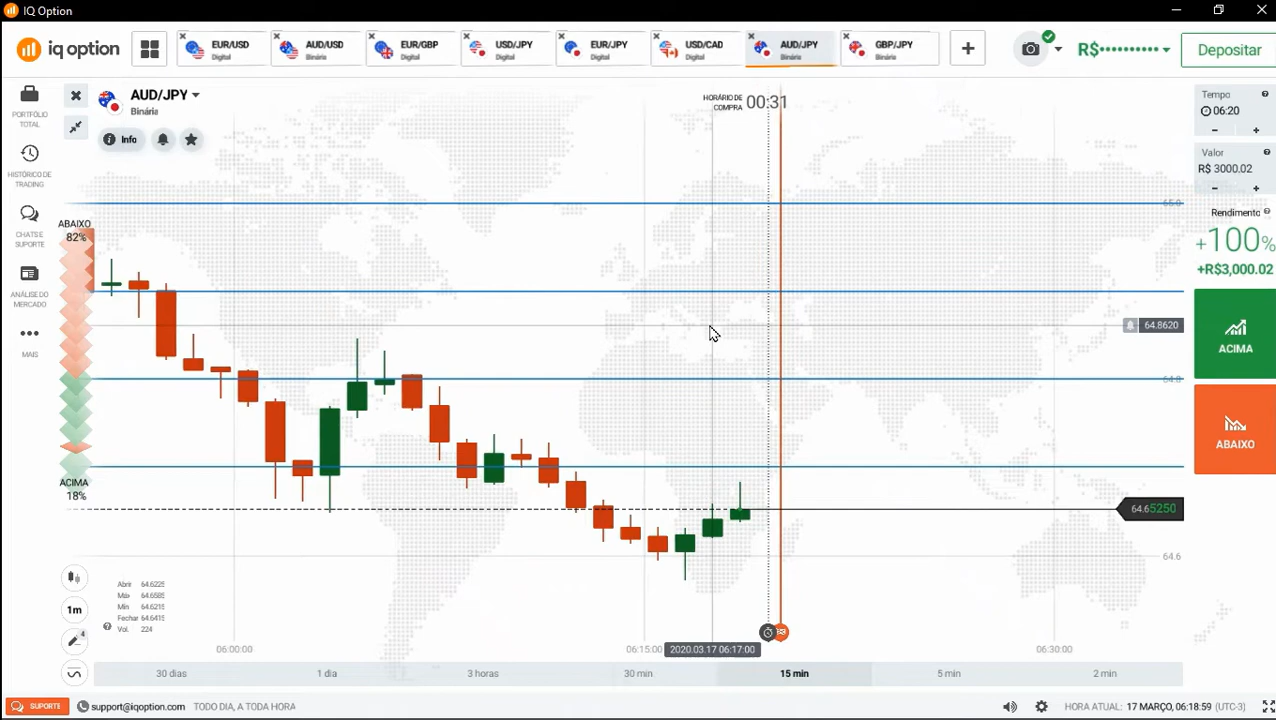 IQ Option
iq option
EUR/USD
Digital
AUD/USD
Binária
EUR/GBP
Digital
USD/JPY
Digital
EUR/JPY
Digital
USD/CAD
Digital
AUD/JPY
Binária
GBP/JPY
Binária
R$••••••••••
Depositar
PORTFÓLIO
TOTAL
HISTÓRICO DE
TRADING
CHATS E
SUPORTE
ANÁLISE DO
MERCADO
MAIS
AUD/JPY
Binária
Info
ABAIXO
82%
ACIMA
18%
HORÁRIO DE
COMPRA
00:31
65.0
64.8620
64.8
64.65250
64.6
Abrir 64.6225
Máx 64.6585
Mín 64.6215
Fechar 64.6415
Vol. 224
1m
4
06:00:00
06:15:00
2020.03.17 06:17:00
06:30:00
30 dias
1 dia
3 horas
30 min
15 min
5 min
2 min
Tempo
06:20
- +
Valor
R$ 3000.02
- +
Rendimento
+100%
+R$3,000.02
ACIMA
ABAIXO
SUPORTE
support@iqoption.com
TODO DIA, A TODA HORA
HORA ATUAL: 17 MARÇO, 06:18:59 (UTC-3)